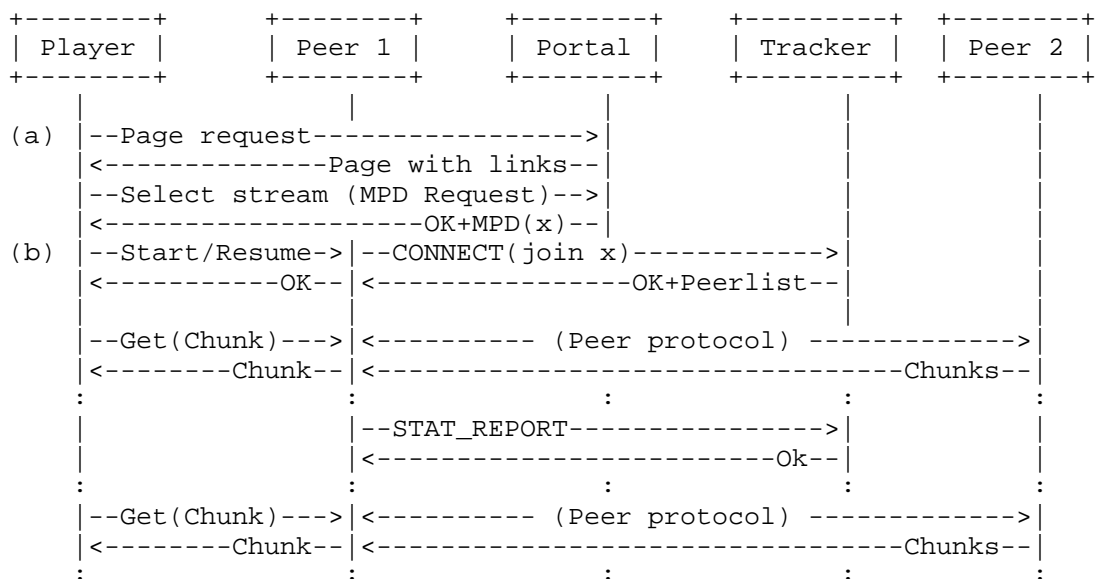 +--------+      +--------+     +--------+     +---------+  +--------+
| Player |      | Peer 1 |     | Portal |     | Tracker |  | Peer 2 |
+--------+      +--------+     +--------+     +---------+  +--------+
     |                 |                |               |            |
(a)  |--Page request----------------->|               |            |
     |<--------------Page with links--|               |            |
     |--Select stream (MPD Request)-->|               |            |
     |<--------------------OK+MPD(x)--|               |            |
(b)  |--Start/Resume->|--CONNECT(join x)------------>|            |
     |<-----------OK--|<----------------OK+Peerlist--|            |
     |                |                              |            |
     |--Get(Chunk)--->|<---------- (Peer protocol) ------------->|
     |<--------Chunk--|<---------------------------------Chunks--|
     :                :               :              :            :
     |                |--STAT_REPORT---------------->|            |
     |                |<-------------------------Ok--|            |
     :                :               :              :            :
     |--Get(Chunk)--->|<---------- (Peer protocol) ------------->|
     |<--------Chunk--|<---------------------------------Chunks--|
     :                :               :              :            :